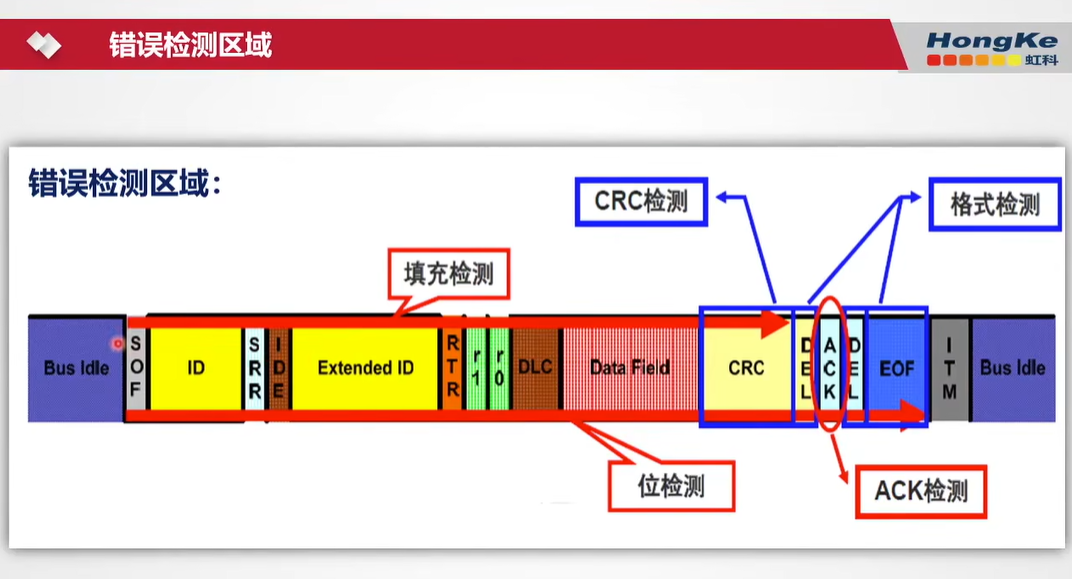 错误检测区域
HongKe
虹科
错误检测区域：
CRC检测
格式检测
填充检测
Bus Idle
SOF
ID
SRR
IDE
Extended ID
RTR
r1
r0
DLC
Data Field
CRC
DEL
ACK
DEL
EOF
ITM
Bus Idle
位检测
ACK检测